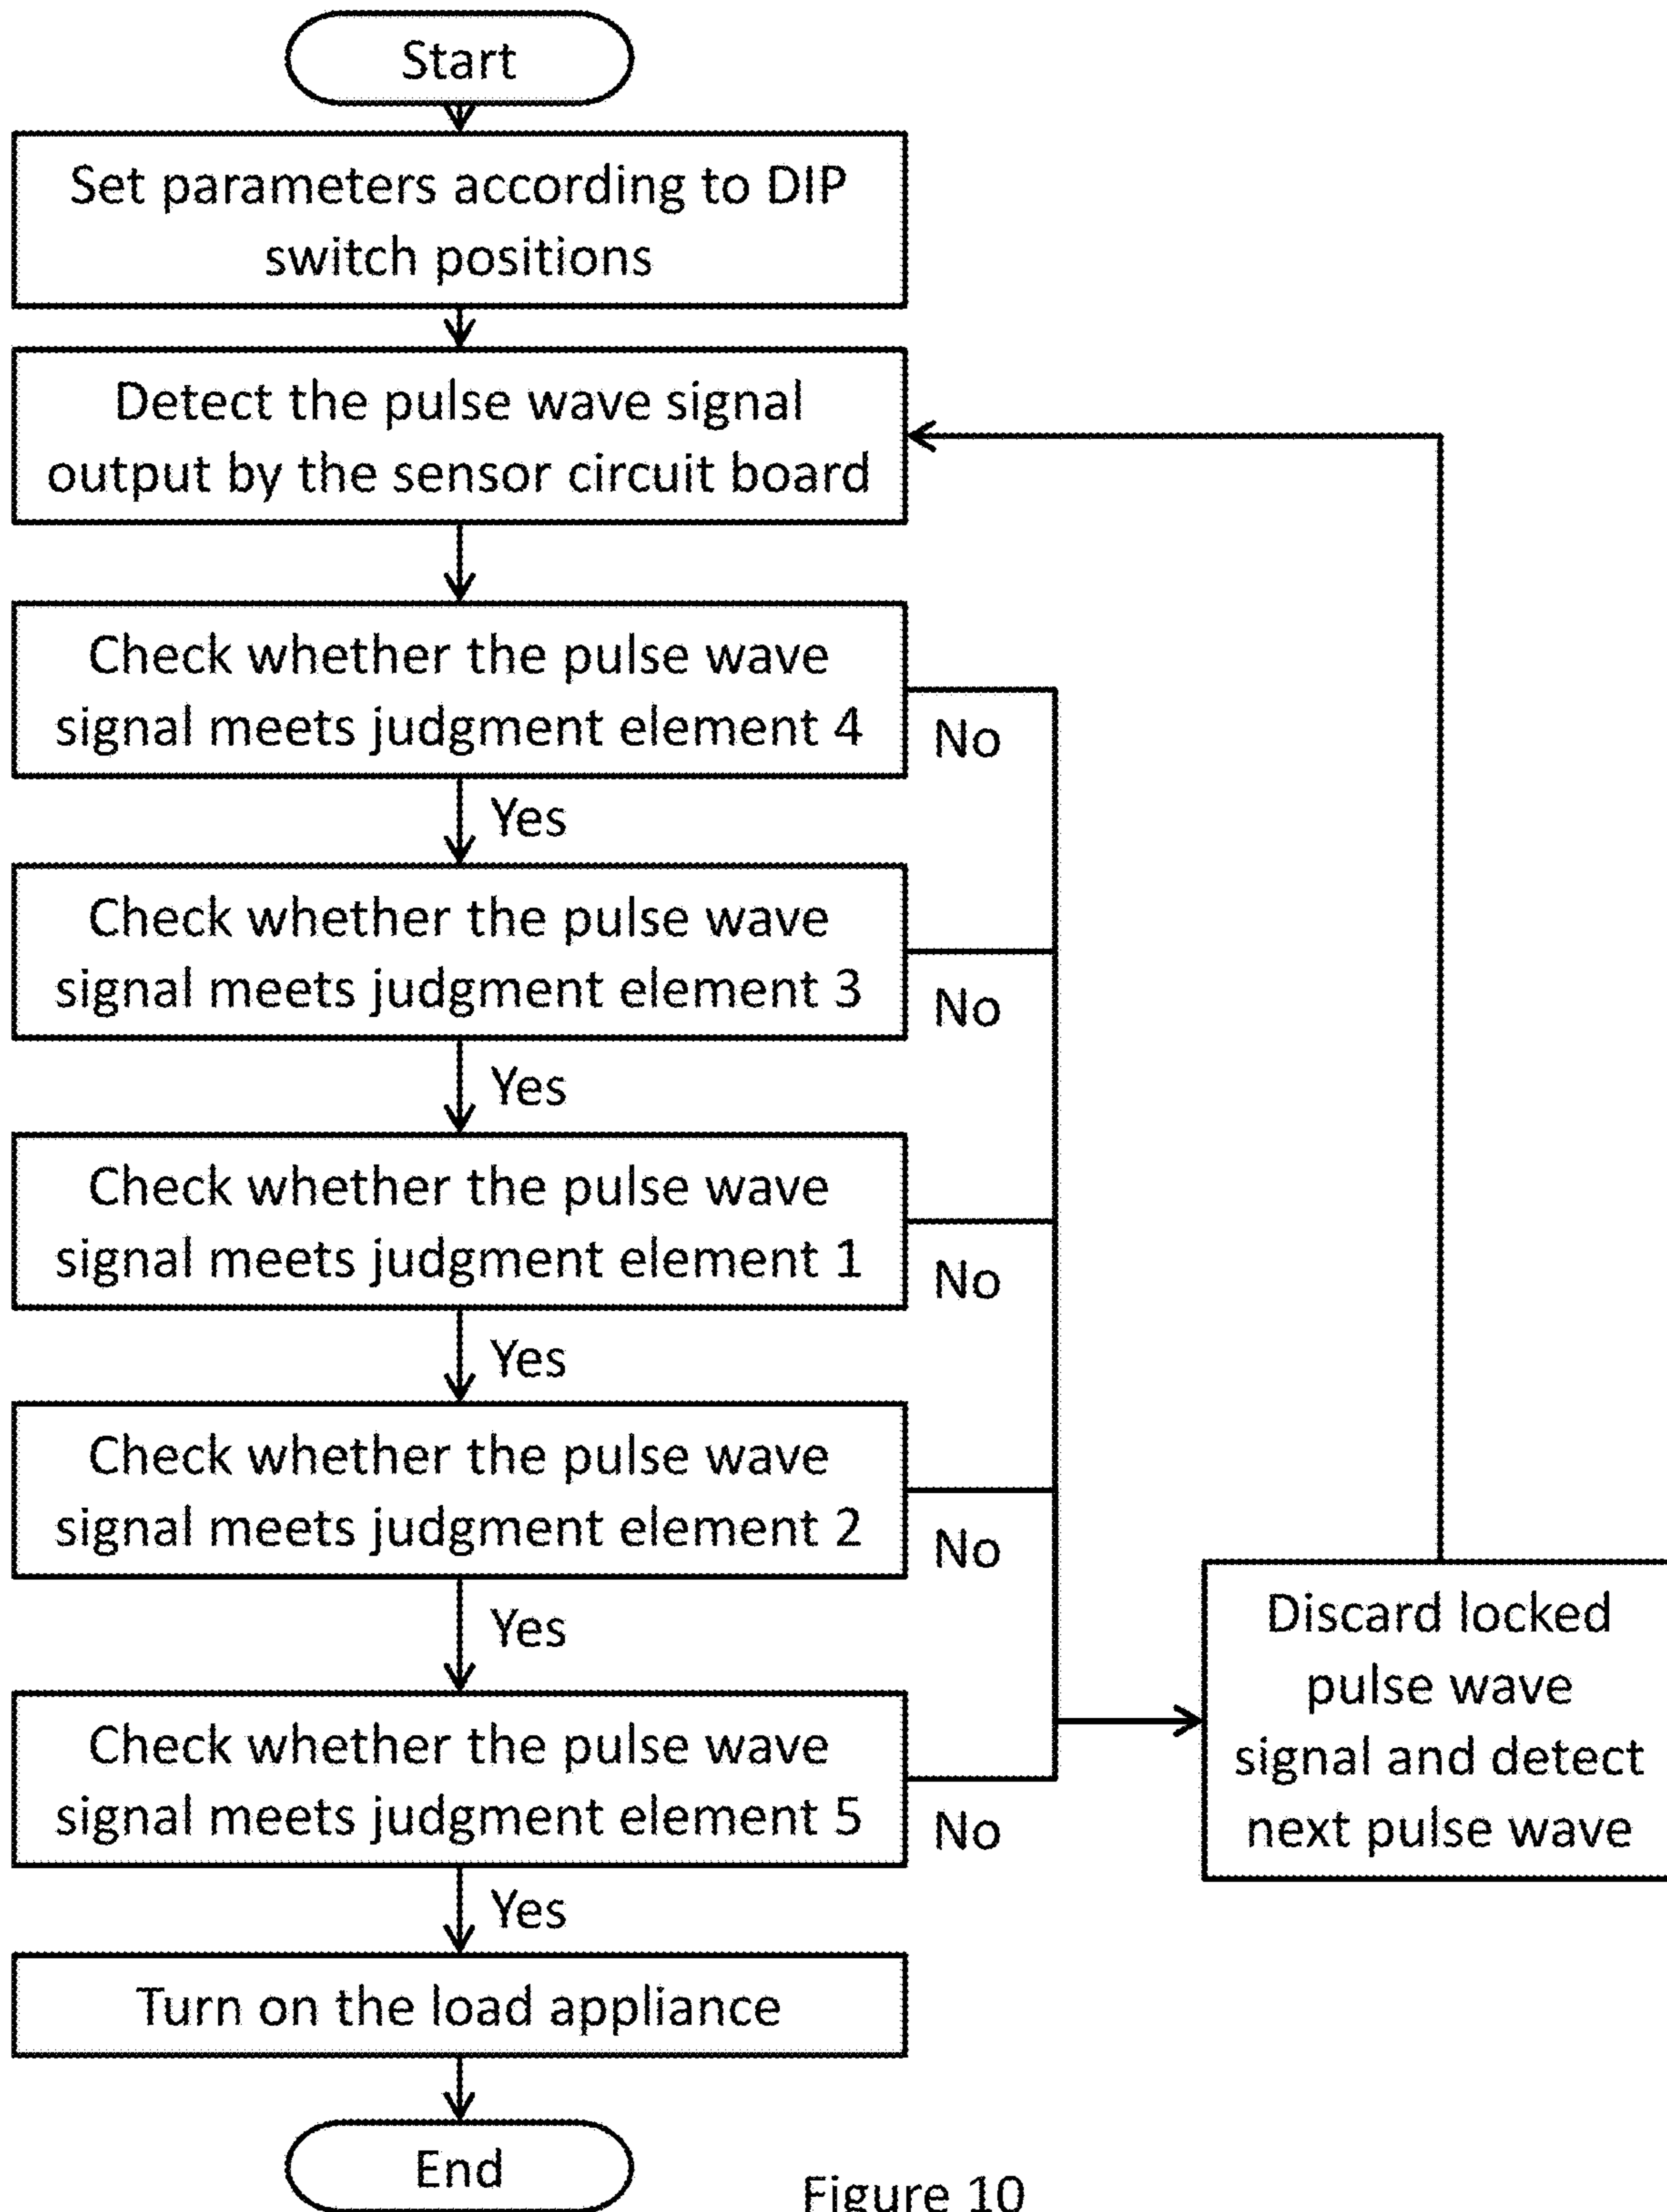 Start
Set parameters according to DIP
switch positions
Detect the pulse wave signal
output by the sensor circuit board
Check whether the pulse wave
signal meets judgment element 4
No
Yes
Check whether the pulse wave
signal meets judgment element 3
No
Yes
Check whether the pulse wave
signal meets judgment element 1
No
Yes
Check whether the pulse wave
signal meets judgment element 2
No
Yes
Check whether the pulse wave
signal meets judgment element 5
No
Discard locked
pulse wave
signal and detect
next pulse wave
Yes
Turn on the load appliance
End
Figure 10